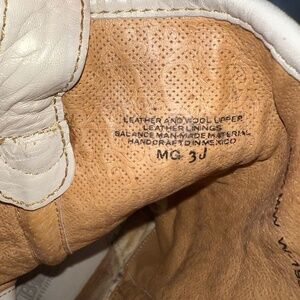 LEATHER AND WOOL UPPER
LEATHER LININGS
BALANCE MAN-MADE MATERIAL
HANDCRAFTED IN MEXICO
MG 3J